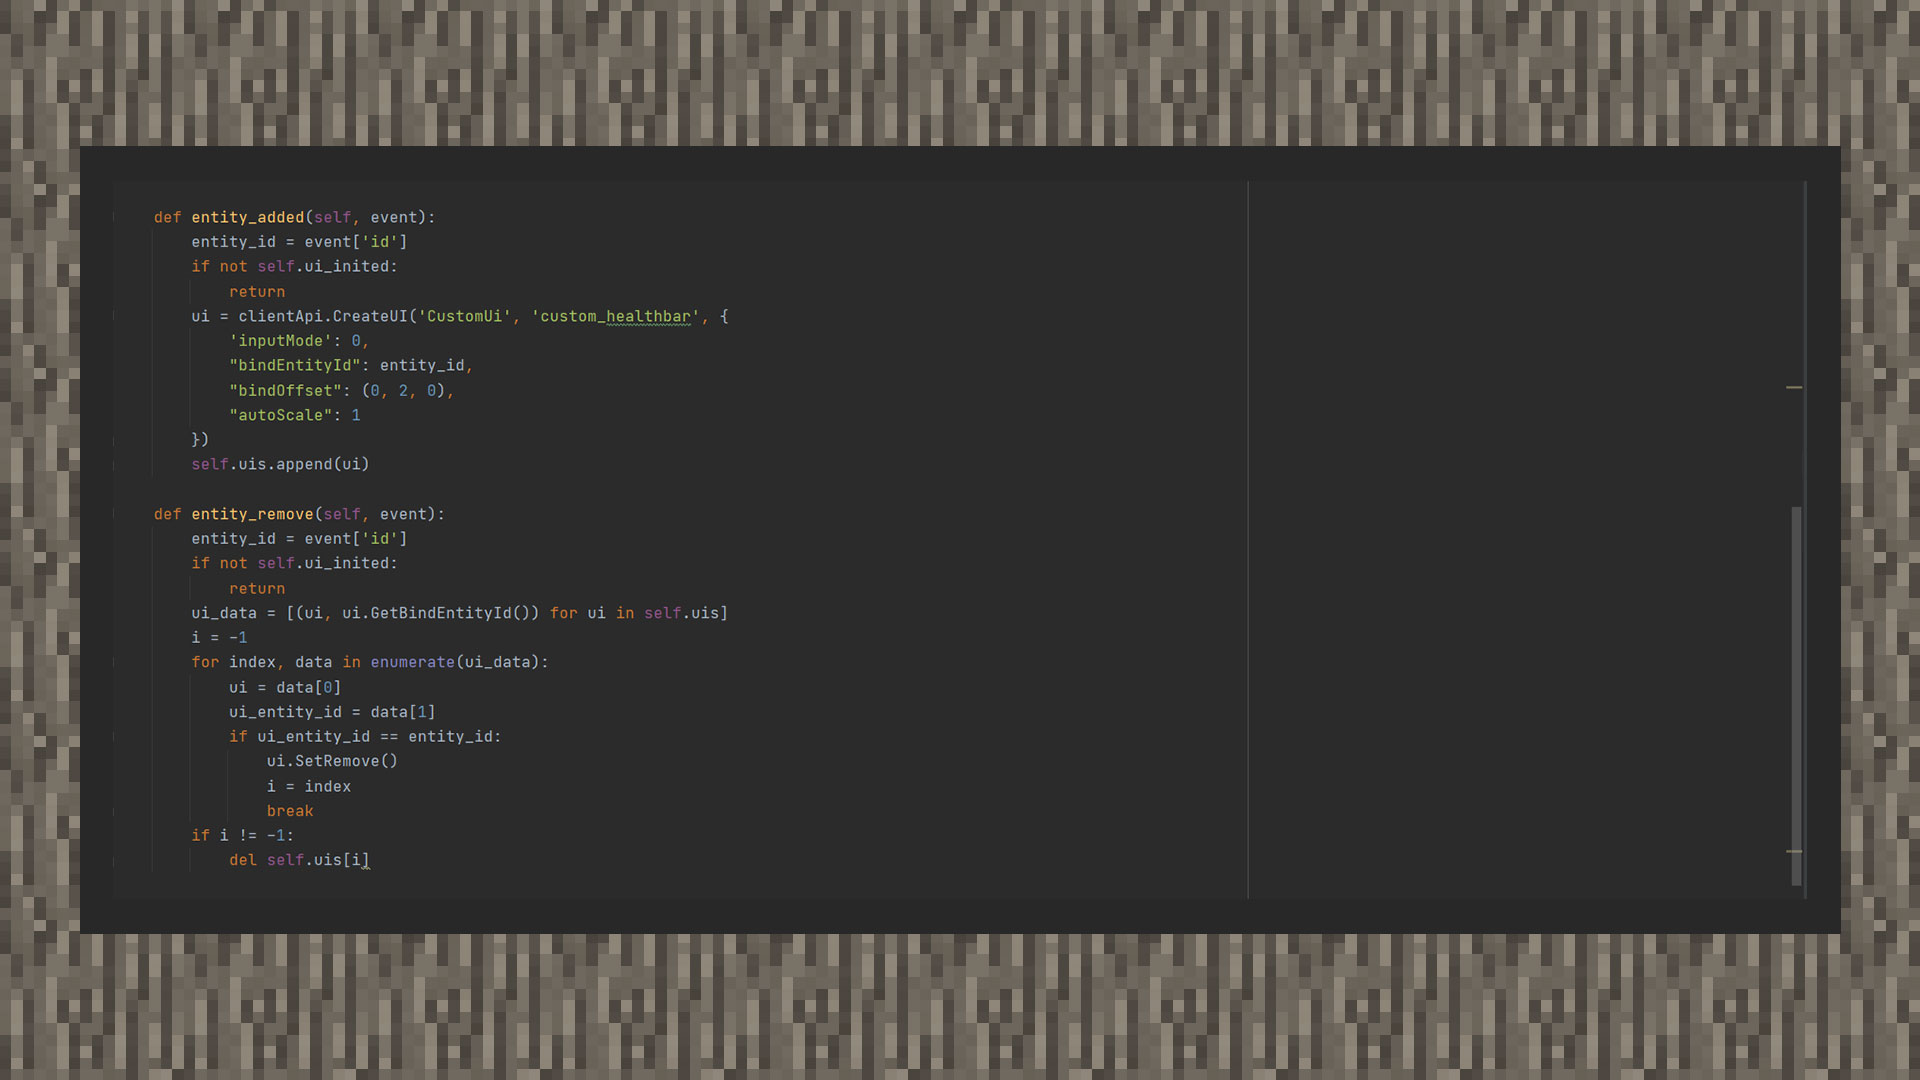 def entity_added(self, event):
    entity_id = event['id']
    if not self.ui_inited:
        return
    ui = clientApi.CreateUI('CustomUi', 'custom_healthbar', {
        'inputMode': 0,
        "bindEntityId": entity_id,
        "bindOffset": (0, 2, 0),
        "autoScale": 1
    })
    self.uis.append(ui)

def entity_remove(self, event):
    entity_id = event['id']
    if not self.ui_inited:
        return
    ui_data = [(ui, ui.GetBindEntityId()) for ui in self.uis]
    i = -1
    for index, data in enumerate(ui_data):
        ui = data[0]
        ui_entity_id = data[1]
        if ui_entity_id == entity_id:
            ui.SetRemove()
            i = index
            break
    if i != -1:
        del self.uis[i]